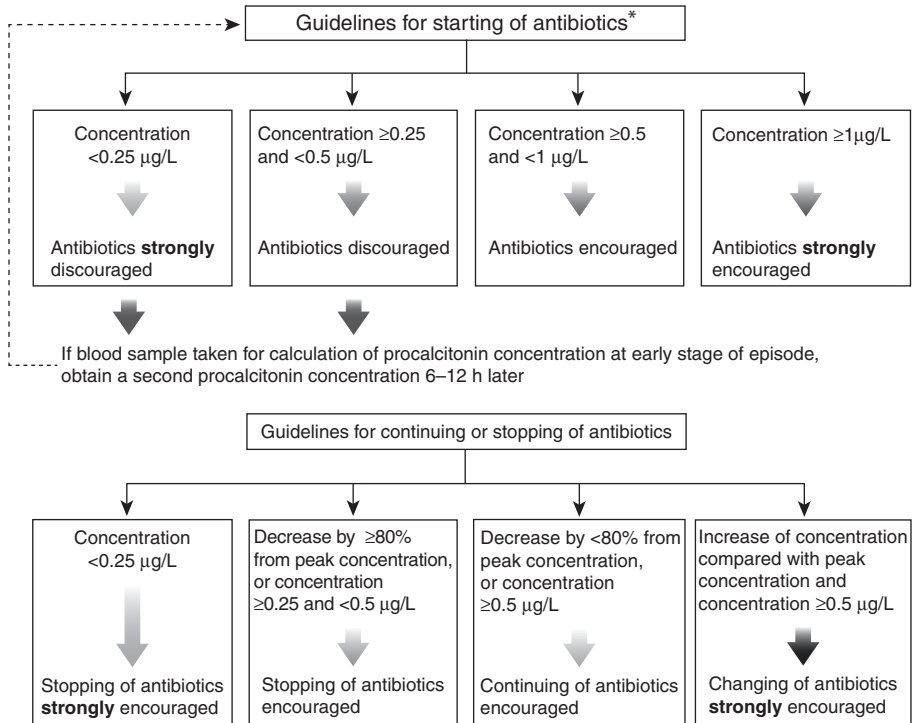 Guidelines for starting of antibiotics*
Concentration
<0.25 μg/L
Antibiotics strongly
discouraged
Concentration ≥0.25
and <0.5 μg/L
Antibiotics discouraged
Concentration ≥0.5
and <1 μg/L
Antibiotics encouraged
Concentration ≥1μg/L
Antibiotics strongly
encouraged
If blood sample taken for calculation of procalcitonin concentration at early stage of episode,
obtain a second procalcitonin concentration 6–12 h later
Guidelines for continuing or stopping of antibiotics
Concentration
<0.25 μg/L
Stopping of antibiotics
strongly encouraged
Decrease by ≥80%
from peak concentration,
or concentration
≥0.25 and <0.5 μg/L
Stopping of antibiotics
encouraged
Decrease by <80% from
peak concentration,
or concentration
≥0.5 μg/L
Continuing of antibiotics
encouraged
Increase of concentration
compared with peak
concentration and
concentration ≥0.5 μg/L
Changing of antibiotics
strongly encouraged